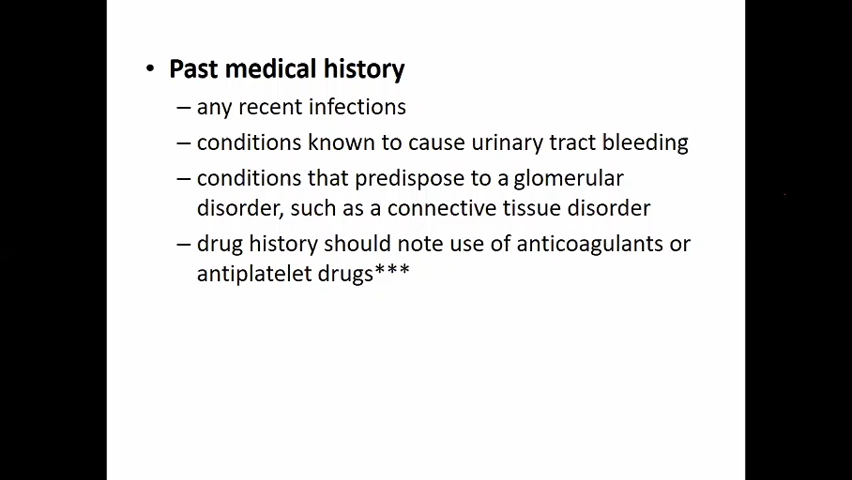 • Past medical history
– any recent infections
– conditions known to cause urinary tract bleeding
– conditions that predispose to a glomerular
disorder, such as a connective tissue disorder
– drug history should note use of anticoagulants or
antiplatelet drugs***